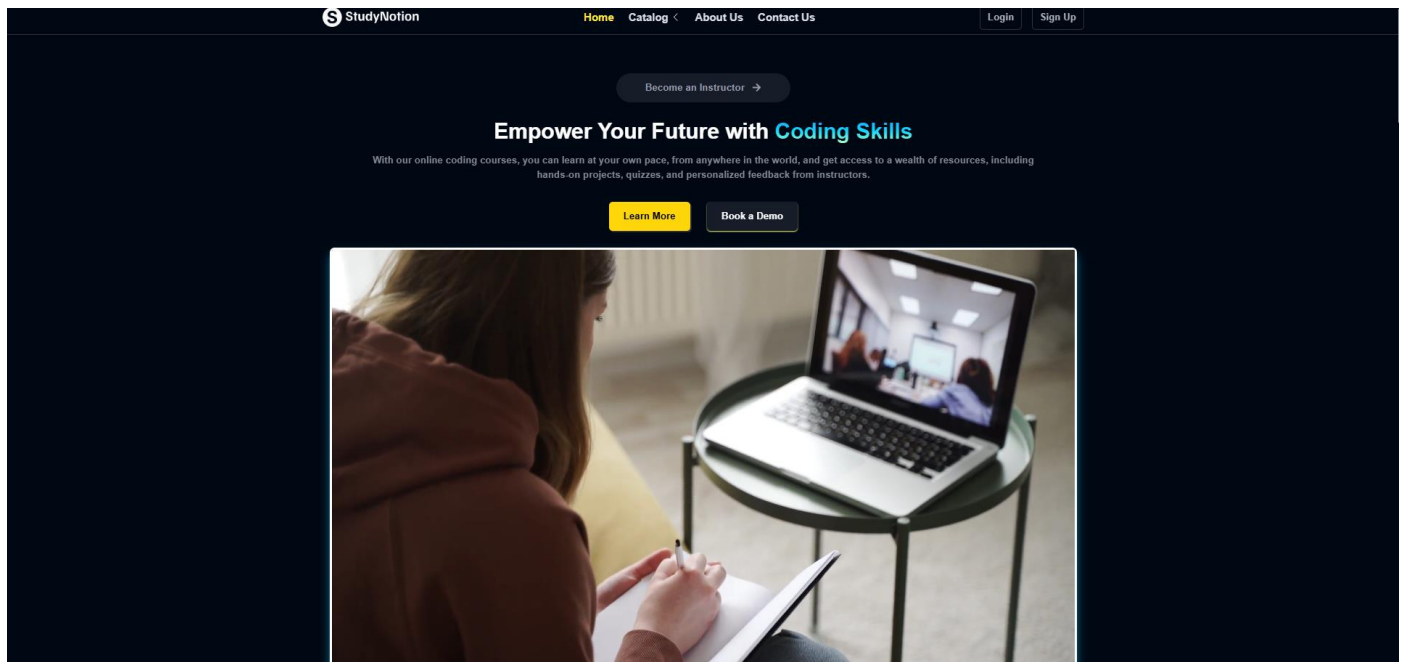 StudyNotion
Home Catalog About Us Contact Us
Login Sign Up
Become an Instructor →
Empower Your Future with Coding Skills
With our online coding courses, you can learn at your own pace, from anywhere in the world, and get access to a wealth of resources, including
hands-on projects, quizzes, and personalized feedback from instructors.
Learn More Book a Demo